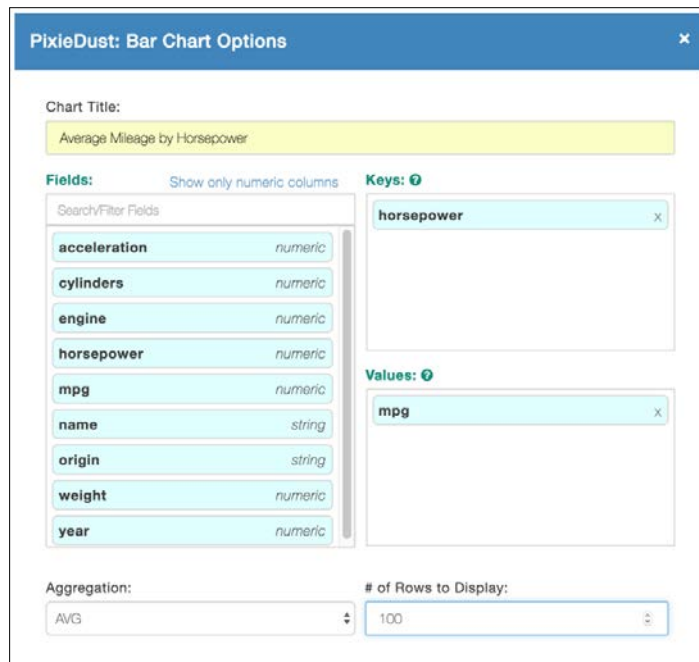 PixieDust: Bar Chart Options ×
Chart Title:
Average Mileage by Horsepower
Fields: Show only numeric columns
Search/Filter Fields
acceleration numeric
cylinders numeric
engine numeric
horsepower numeric
mpg numeric
name string
origin string
weight numeric
year numeric
Keys: ?
horsepower x
Values: ?
mpg x
Aggregation:
AVG
# of Rows to Display:
100